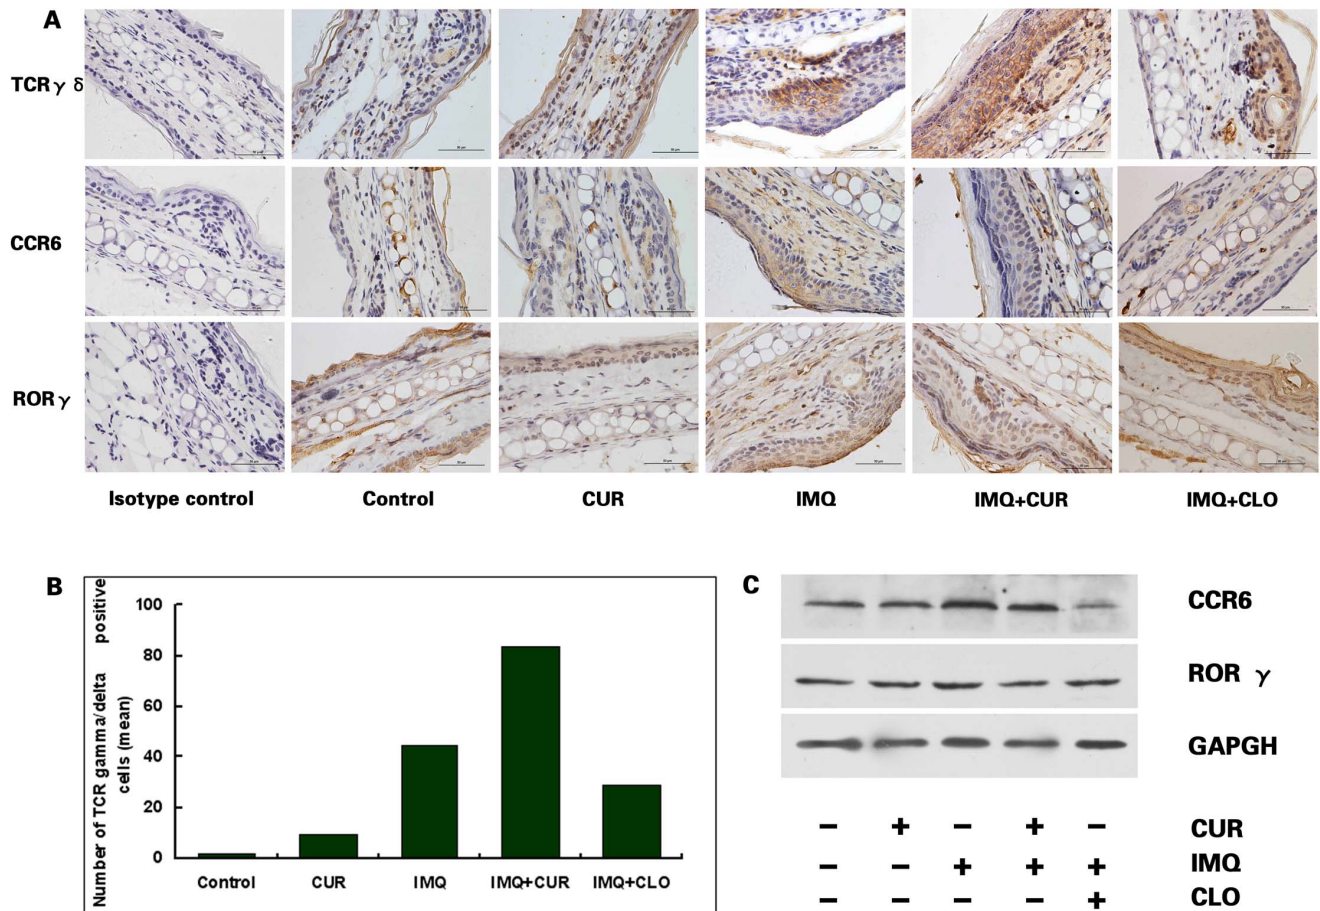 A
TCRγ δ
CCR6
RORγ
Isotype control
Control
CUR
IMQ
IMQ+CUR
IMQ+CLO
B
Number of TCR gamma/delta positive
cells (mean)
100
80
60
40
20
0
Control
CUR
IMQ
IMQ+CUR
IMQ+CLO
C
CCR6
ROR γ
GAPGH
− + − + − CUR
− − + + + IMQ
− − − − + CLO